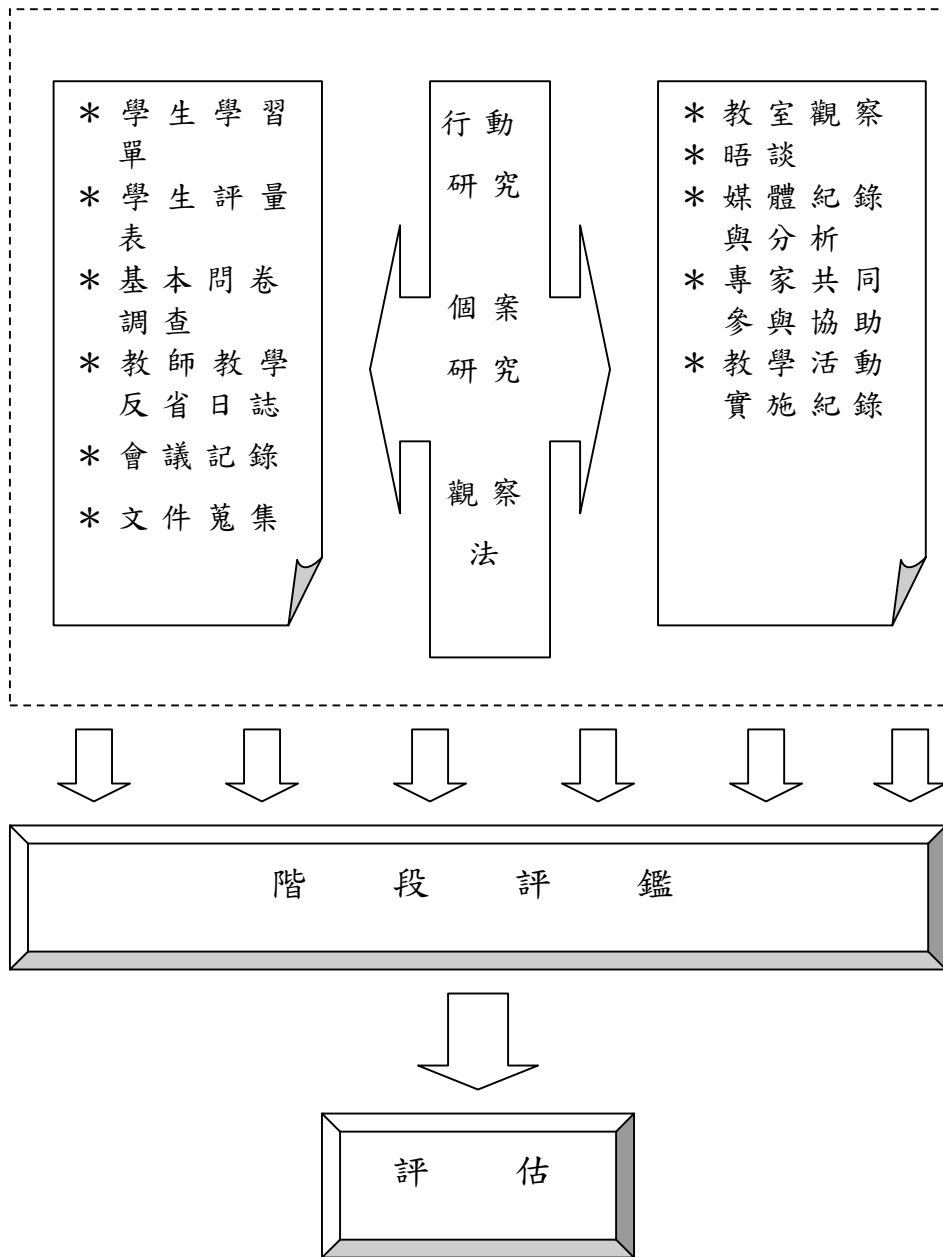 * 學生學習
單
* 學生評量
表
* 基本問卷
調查
* 教師教學
反省日誌
* 會議記錄
* 文件蒐集
行動
研究
個案
研究
觀察
法
* 教室觀察
* 晤談
* 媒體紀錄
與分析
* 專家共同
參與協助
* 教學活動
實施紀錄
階段評鑑
評估